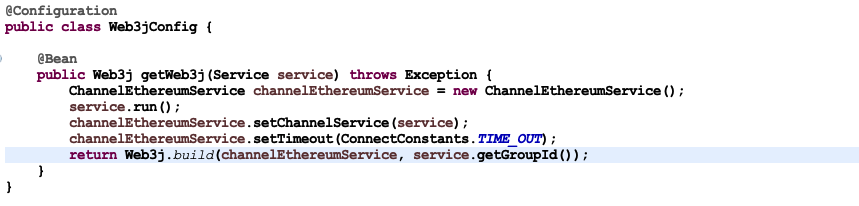 @Configuration
public class Web3jConfig {
@Bean
public Web3j getWeb3j(Service service) throws Exception {
ChannelEthereumService channelEthereumService = new ChannelEthereumService();
service.run();
channelEthereumService.setChannelService(service);
channelEthereumService.setTimeout(ConnectConstants.TIME_OUT);
return Web3j.build(channelEthereumService, service.getGroupId());
}
}